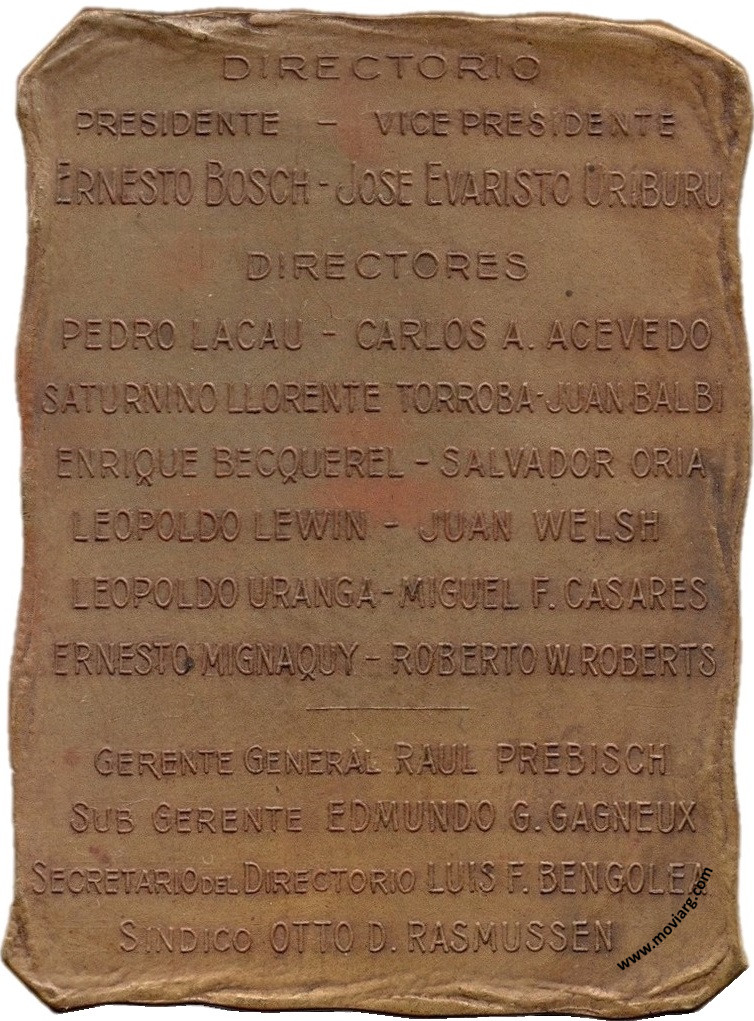 DIRECTORIO
PRESIDENTE – VICE PRESIDENTE
ERNESTO BOSCH - JOSE EVARISTO URIBURU
DIRECTORES
PEDRO LACAU - CARLOS A. ACEVEDO
SATURNINO LLORENTE TORROBA - JUAN BALBI
ENRIQUE BECQUEREL - SALVADOR ORIA
LEOPOLDO LEWIN - JUAN WELSH
LEOPOLDO URANGA - MIGUEL F. CASARES
ERNESTO MIGNAQUY - ROBERTO W. ROBERTS
GERENTE GENERAL RAUL PREBISCH
SUB GERENTE EDMUNDO G. GAGNEUX
SECRETARIO DEL DIRECTORIO LUIS F. BENGOLEA
SINDICO OTTO D. RASMUSSEN
www.moviarg.com